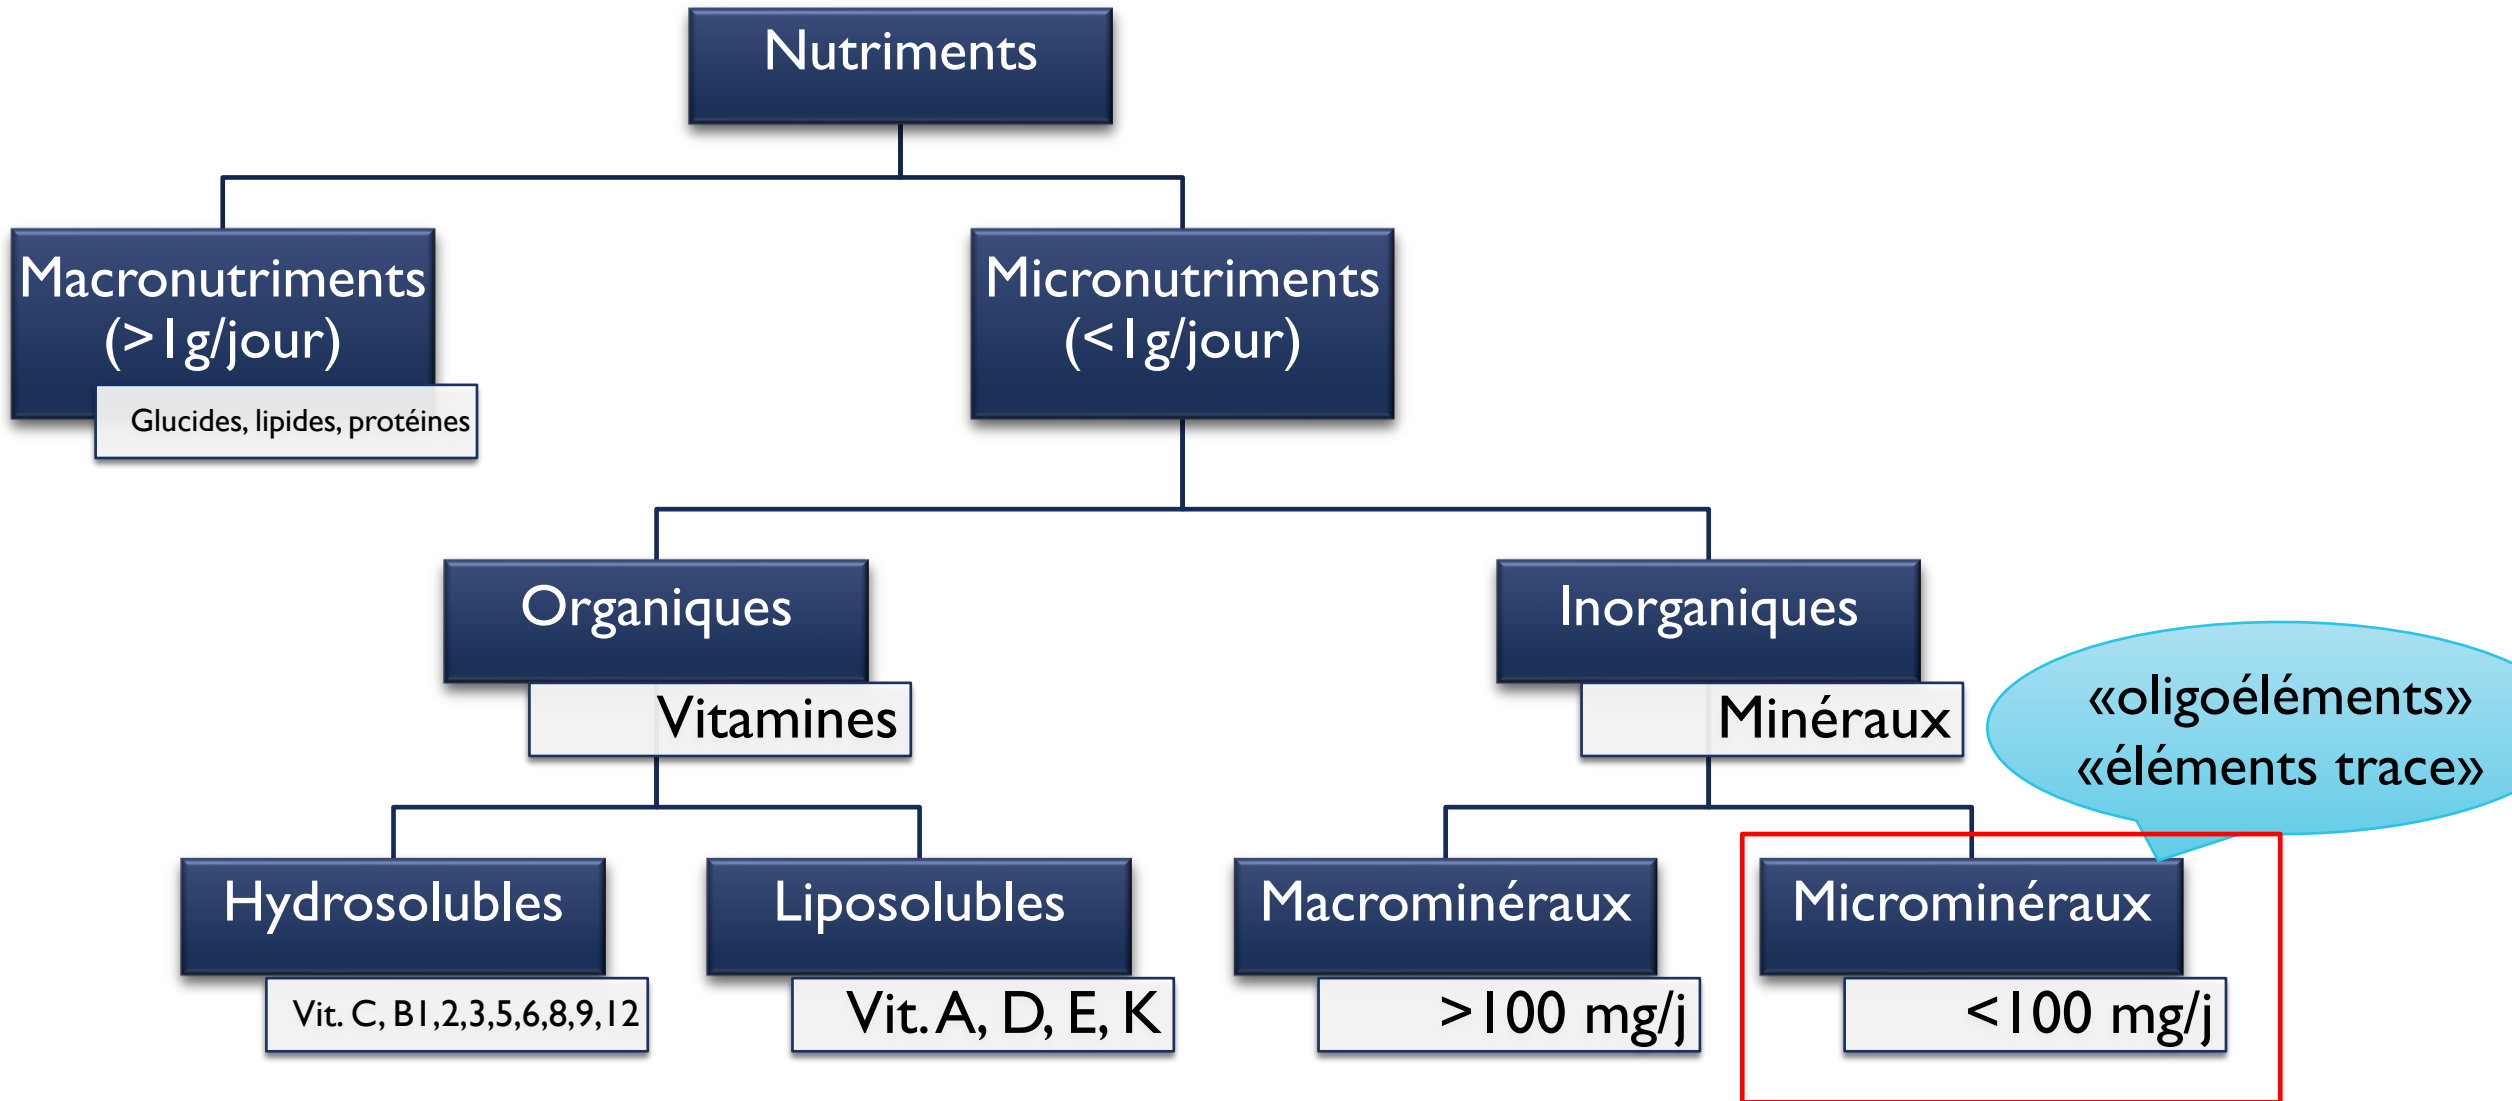 Nutriments
Macronutriments
(>1g/jour)
Glucides, lipides, protéines
Micronutriments
(<1g/jour)
Organiques
Vitamines
Inorganiques
Minéraux
«oligoéléments»
«éléments trace»
Hydrosolubles
Vit. C, B1,2,3,5,6,8,9,12
Liposolubles
Vit. A, D, E, K
Macrominéraux
>100 mg/j
Microminéraux
<100 mg/j